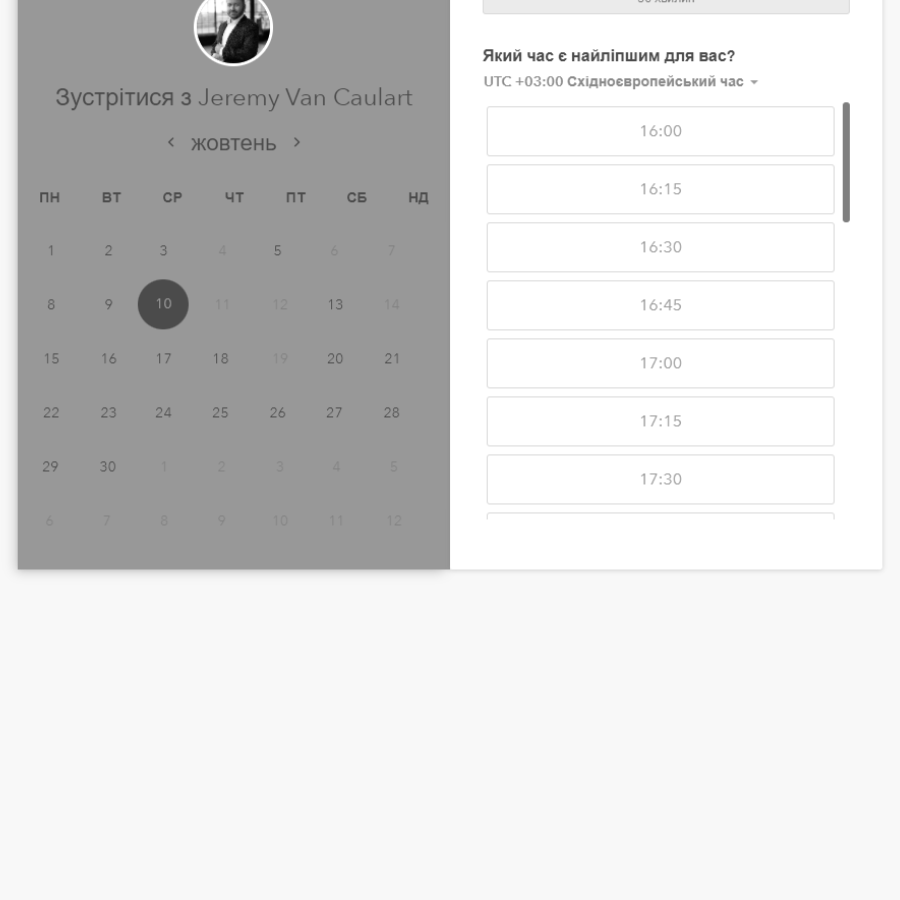 Зустрітися з Jeremy Van Caulart
жовтень
ПН ВТ СР ЧТ ПТ СБ НД
1 2 3 4 5 6 7
8 9 10 11 12 13 14
15 16 17 18 19 20 21
22 23 24 25 26 27 28
29 30 1 2 3 4 5
6 7 8 9 10 11 12
Який час є найліпшим для вас?
UTC +03:00 Східноєвропейський час
16:00
16:15
16:30
16:45
17:00
17:15
17:30